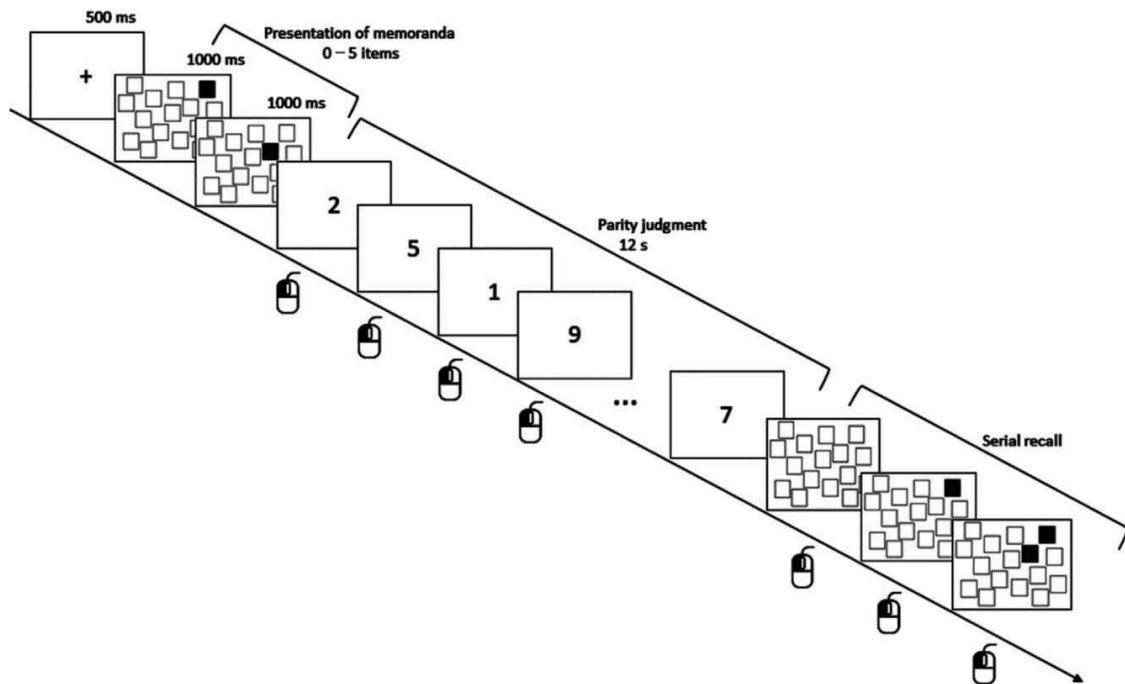 500 ms
+
Presentation of memoranda
0 – 5 items
1000 ms
1000 ms
2
5
1
9
...
7
Parity judgment
12 s
Serial recall